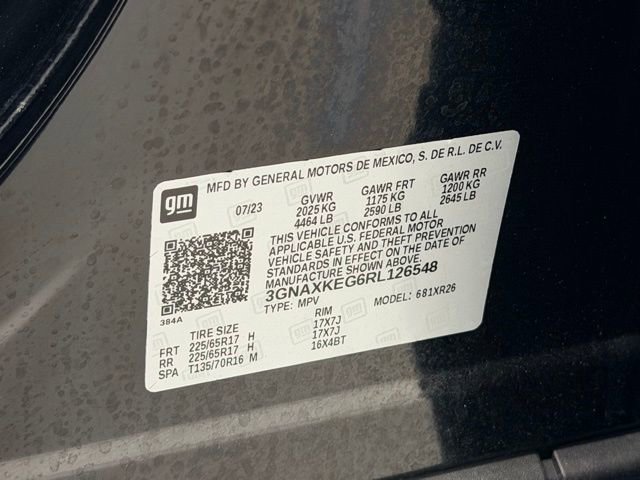 gm
MFD BY GENERAL MOTORS DE MEXICO, S. DE R.L. DE C.V.
07/23 GVWR GAWR FRT GAWR RR
2025 KG 1175 KG 1200 KG
4464 LB 2590 LB 2645 LB
THIS VEHICLE CONFORMS TO ALL
APPLICABLE U.S. FEDERAL MOTOR
VEHICLE SAFETY AND THEFT PREVENTION
STANDARDS IN EFFECT ON THE DATE OF
MANUFACTURE SHOWN ABOVE.
3GNAXKEG6RL126548
TYPE: MPV MODEL: 681XR26
384A
TIRE SIZE RIM
FRT 225/65R17 H 17X7J
RR 225/65R17 H 17X7J
SPA T135/70R16 M 16X4BT